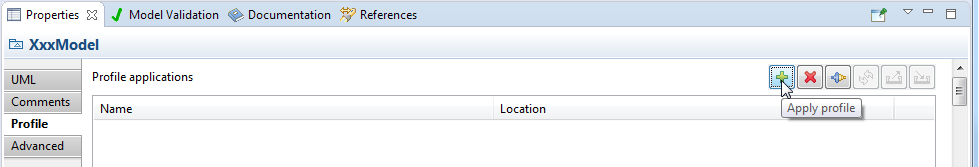 Properties Model Validation Documentation References
XxxModel
UML
Comments
Profile
Advanced
Profile applications
Apply profile
Name Location